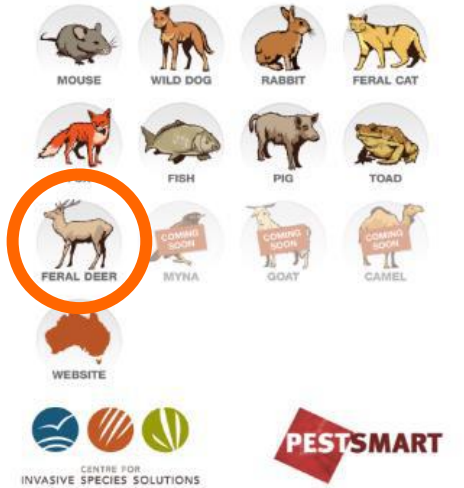 MOUSE WILD DOG RABBIT FERAL CAT
FISH PIG TOAD
COMING SOON COMING SOON COMING SOON
FERAL DEER MYNA GOAT CAMEL
WEBSITE
CENTRE FOR
INVASIVE SPECIES SOLUTIONS
PESTSMART